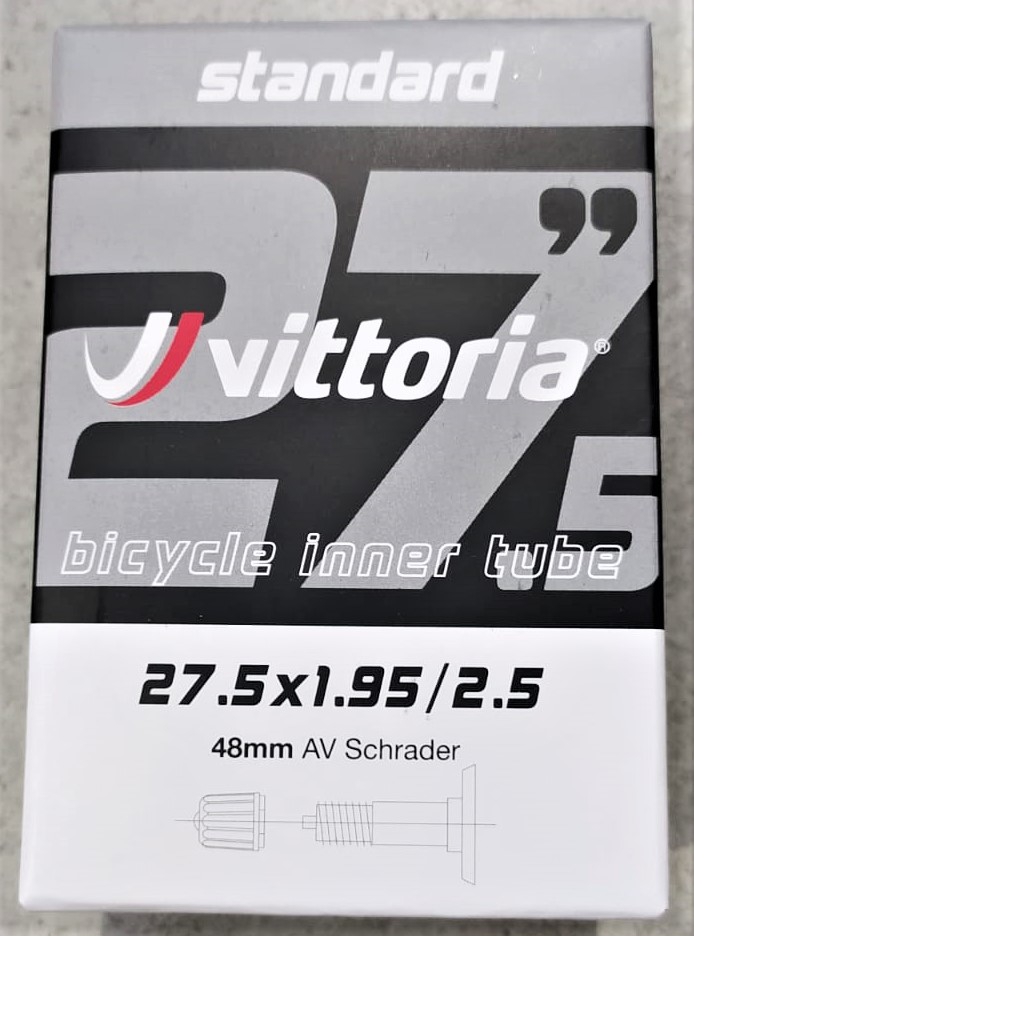 standard
27.5”
vittoria®
bicycle inner tube
27.5x1.95/2.5
48mm AV Schrader